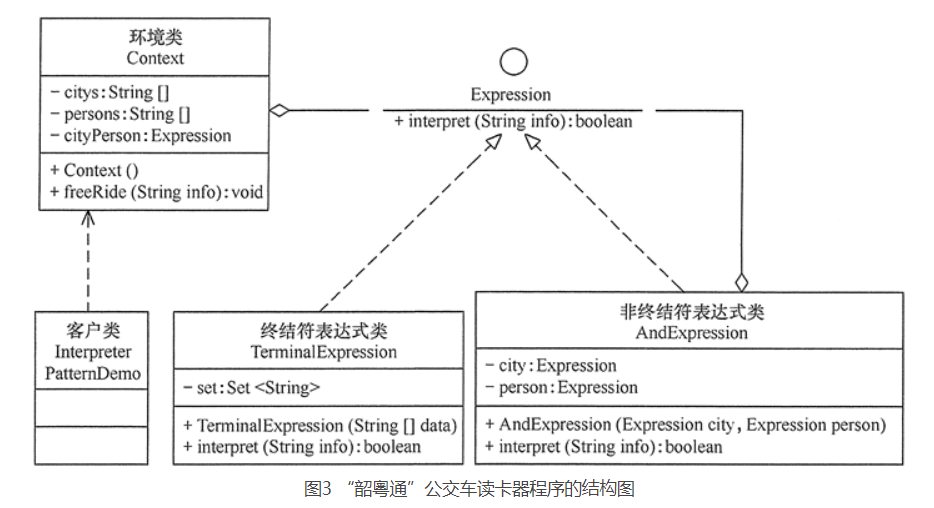 环境类
Context
- citys:String []
- persons:String []
- cityPerson:Expression
+ Context ()
+ freeRide (String info):void
Expression
+ interpret (String info):boolean
客户类
Interpreter
PatternDemo
终结符表达式类
TerminalExpression
- set:Set <String>
+ TerminalExpression (String [] data)
+ interpret (String info):boolean
非终结符表达式类
AndExpression
- city:Expression
- person:Expression
+ AndExpression (Expression city, Expression person)
+ interpret (String info):boolean
图3 “韶粵通”公交车读卡器程序的结构图